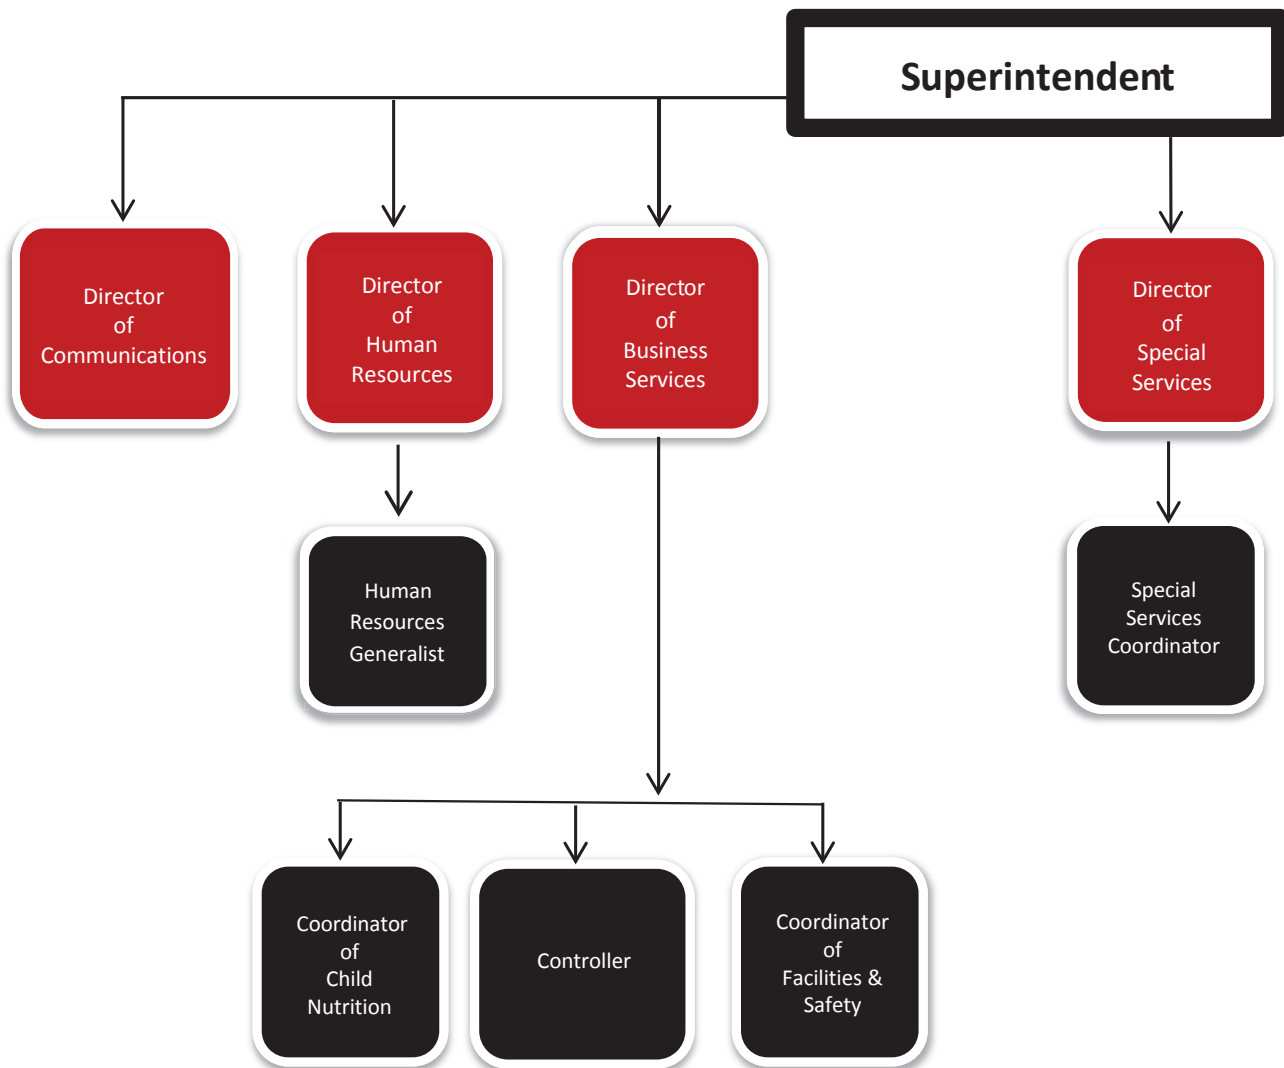 Superintendent
Director
of
Communications
Director
of
Human
Resources
Director
of
Business
Services
Director
of
Special
Services
Human
Resources
Generalist
Special
Services
Coordinator
Coordinator
of
Child
Nutrition
Controller
Coordinator
of
Facilities &
Safety